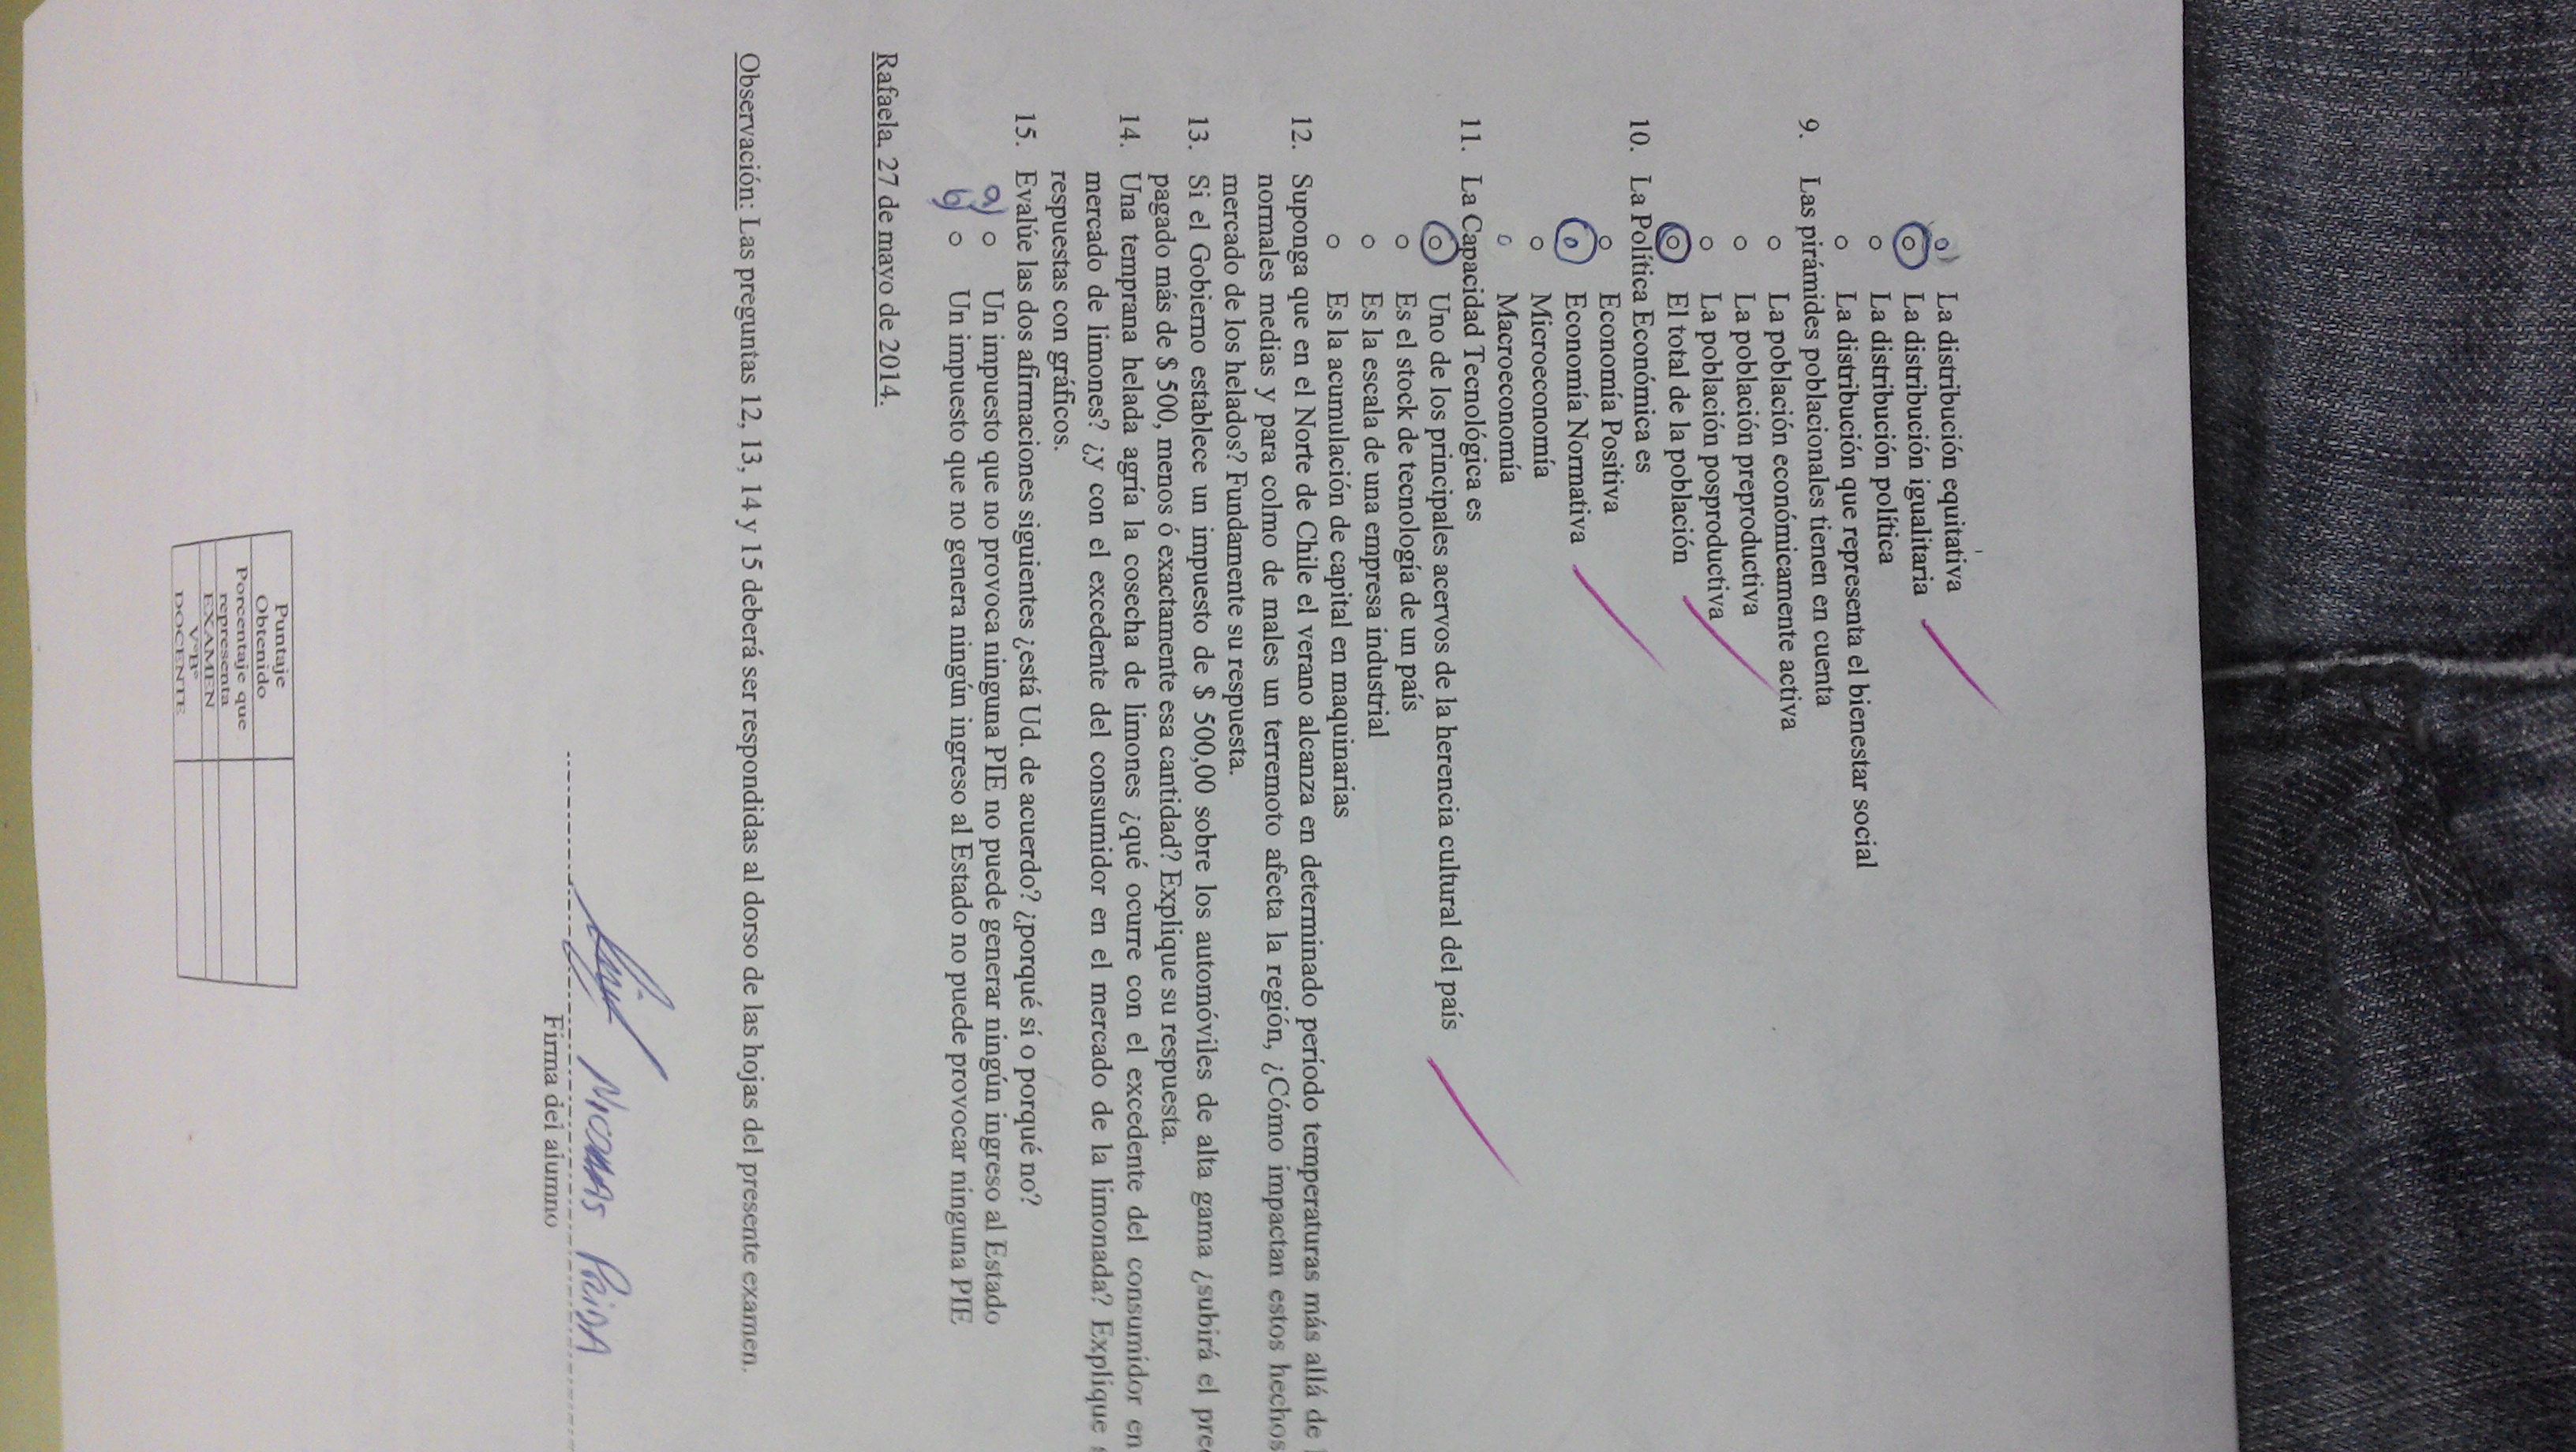 La distribución equitativa
La distribución igualitaria
La distribución política
La distribución que representa el bienestar social
9. Las pirámides poblacionales tienen en cuenta
La población económicamente activa
La población preproductiva
La población posproductiva
El total de la población
10. La Política Económica es
Economía Positiva
Economía Normativa
Microeconomía
Macroeconomía
11. La Capacidad Tecnológica es
Uno de los principales acervos de la herencia cultural del país
Es el stock de tecnología de un país
Es la escala de una empresa industrial
Es la acumulación de capital en maquinarias
12. Suponga que en el Norte de Chile el verano alcanza en determinado período temperaturas más allá de
normales medias y para colmo de males un terremoto afecta la región, ¿Cómo impactan estos hechos
mercado de los helados? Fundamente su respuesta.
13. Si el Gobierno establece un impuesto de $ 500,00 sobre los automóviles de alta gama ¿subirá el
pagado más de $ 500, menos ó exactamente esa cantidad? Explique su respuesta.
14. Una temprana helada agría la cosecha de limones ¿qué ocurre con el excedente del consumidor en
mercado de limones? ¿y con el excedente del consumidor en el mercado de la limonada? Explique
respuestas con gráficos.
15. Evalúe las dos afirmaciones siguientes ¿está Ud. de acuerdo? ¿porqué sí o porqué no?
a) Un impuesto que no provoca ninguna PIE no puede generar ningún ingreso al Estado
b) Un impuesto que no genera ningún ingreso al Estado no puede provocar ninguna PIE
Rafaela, 27 de mayo de 2014.
Observación: Las preguntas 12, 13, 14 y 15 deberá ser respondidas al dorso de las hojas del presente examen.
NICOLAS PRIDA
Firma del alumno
Puntaje
Obtenido
Porcentaje que
representa
EXAMEN
V°B°
DOCENTE